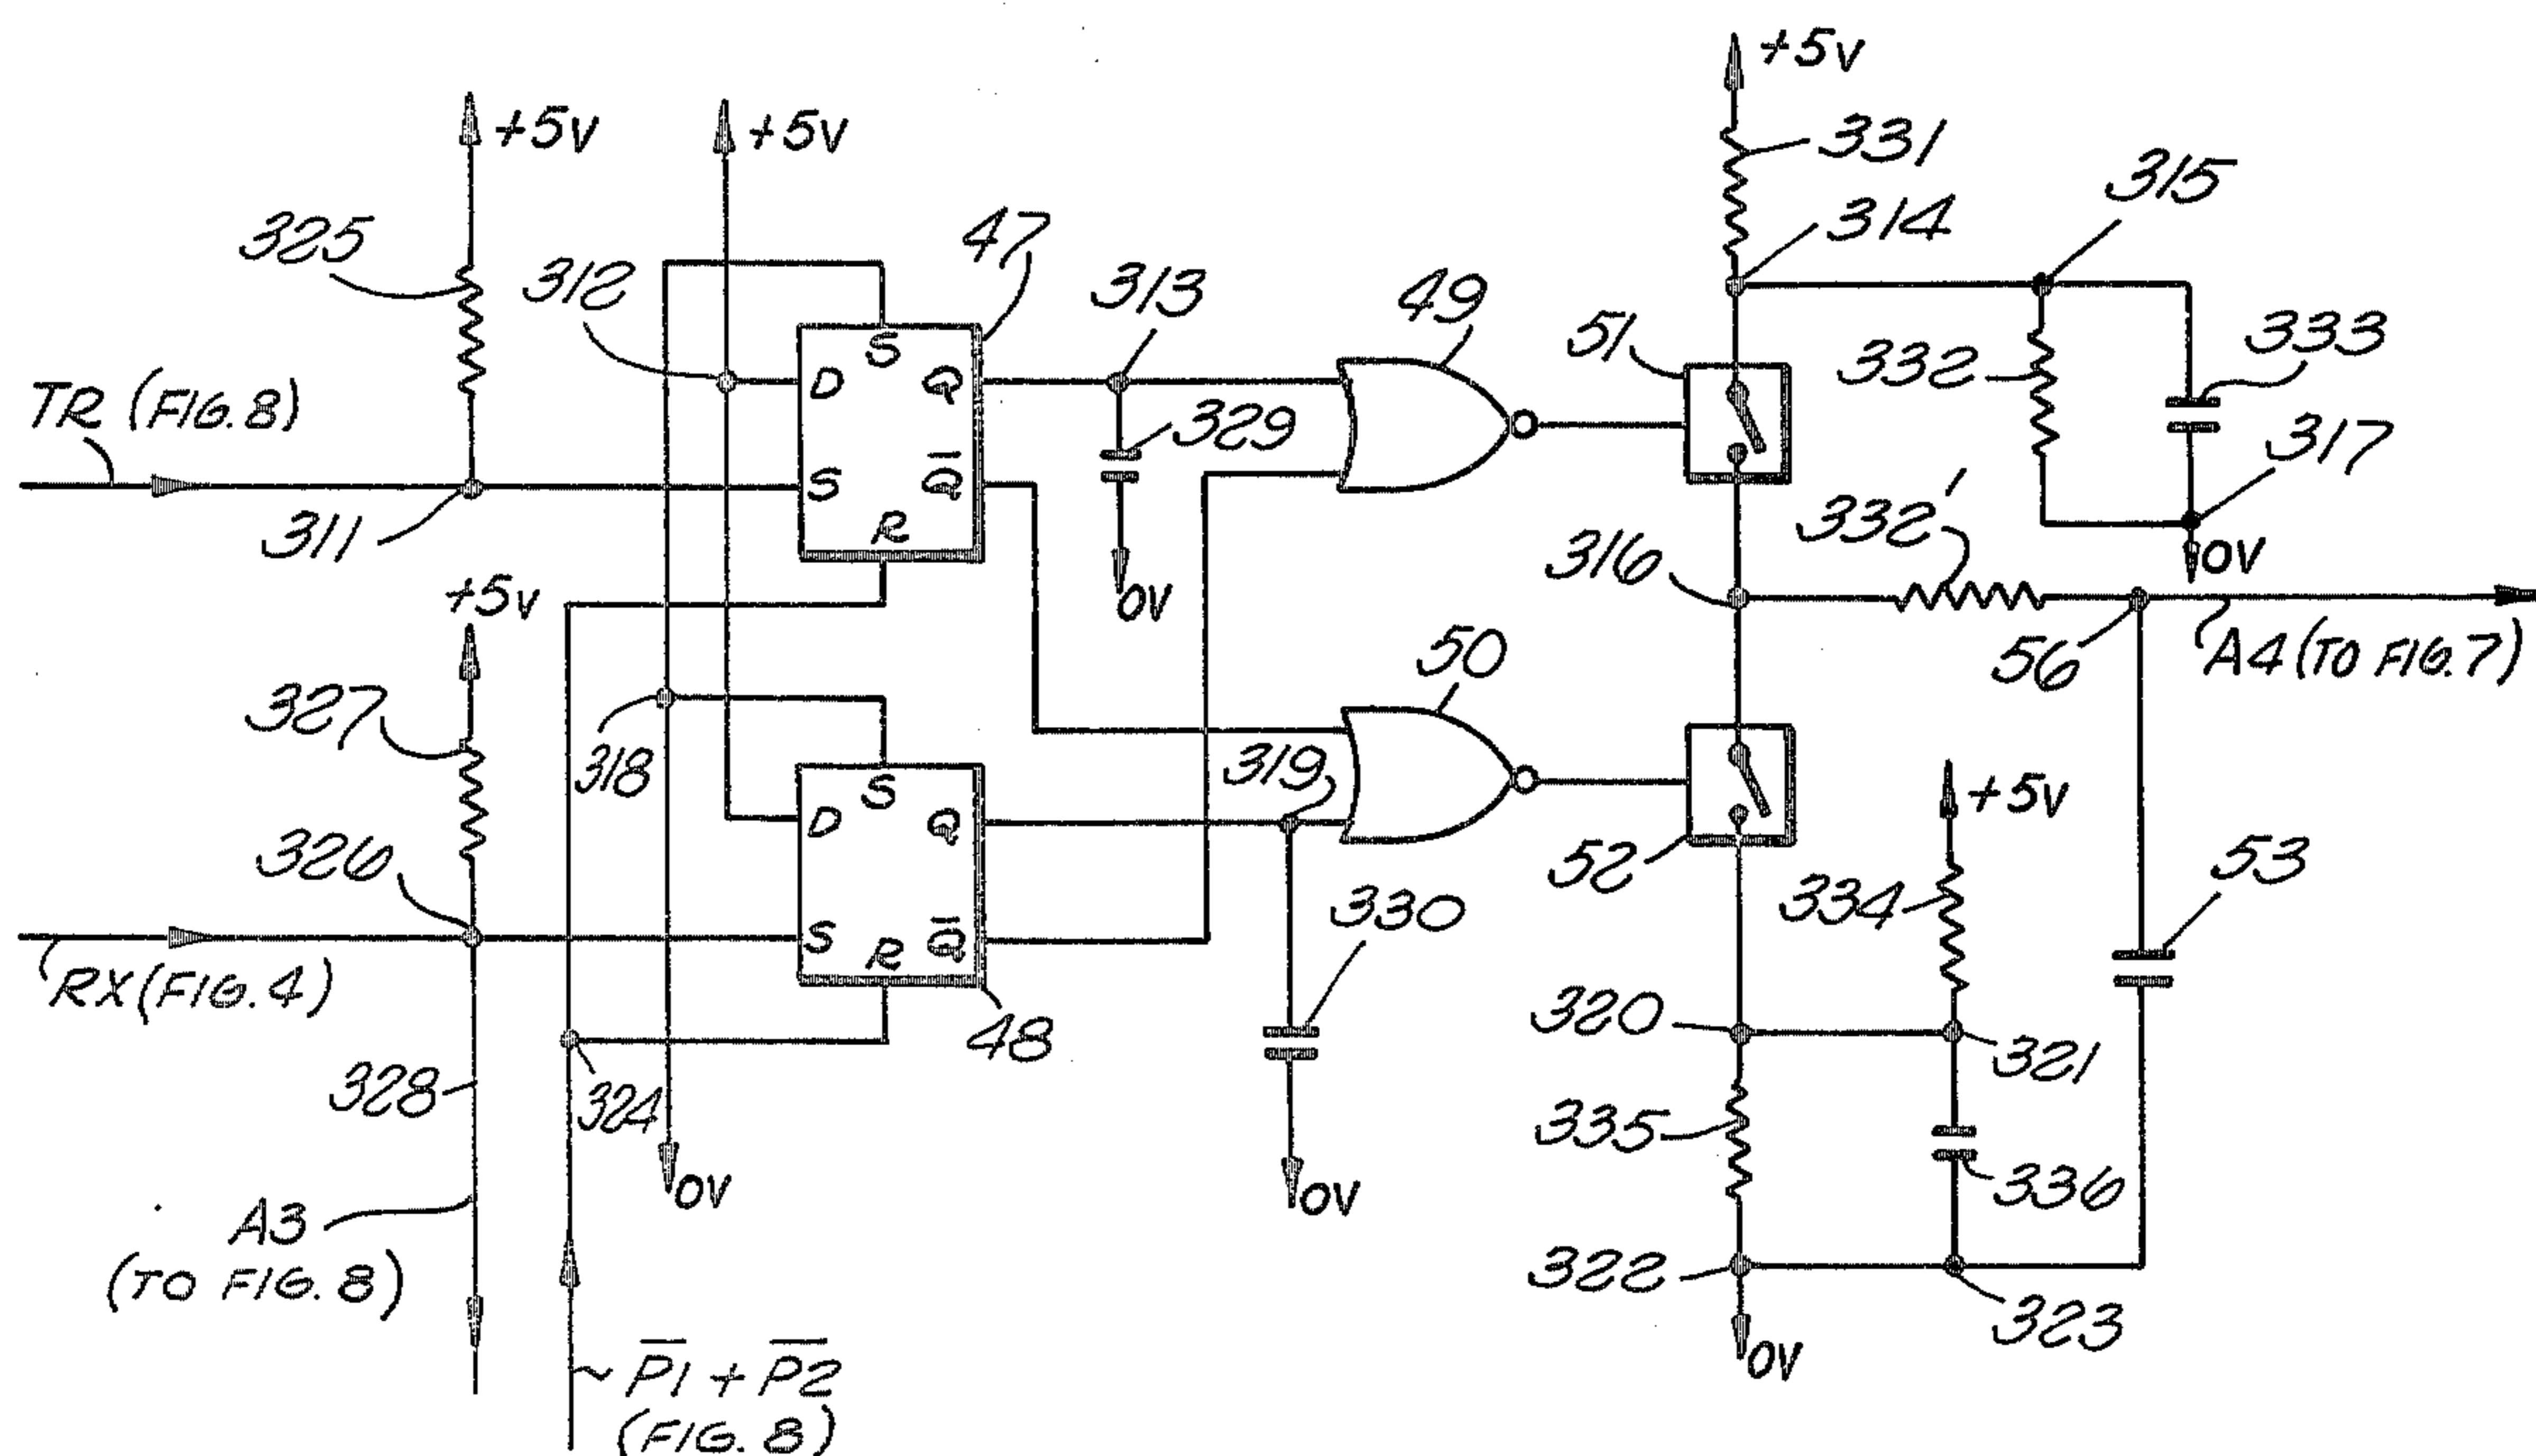 +5v
331
+5v
+5v
315
314
325
47
312
313
49
51
333
S
332
D
Q
329
TR (FIG. 8)
317
S
Q̅
332'
311
R
0V
316
+5v
0V
50
56
A4 (TO FIG. 7)
327
318
319
+5v
S
326
D
Q
52
53
334
330
S
R
Q̅
RX (FIG. 4)
320
48
321
328
324
335
336
0V
0V
A3
(TO FIG. 8)
322
323
0V
P̅1̅ + P̅2̅
(FIG. 8)